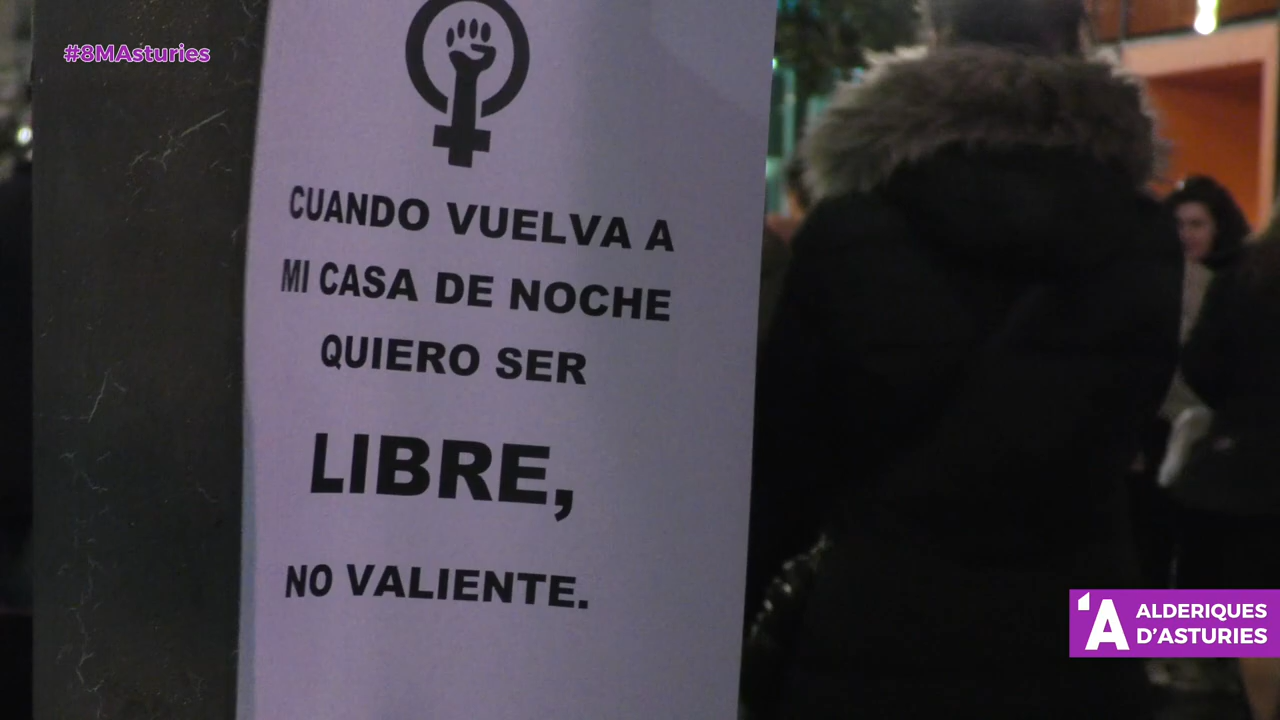 #8MAsturies
CUANDO VUELVA A
MI CASA DE NOCHE
QUIERO SER
LIBRE,
NO VALIENTE.
'A ALDERIQUES
D'ASTURIES